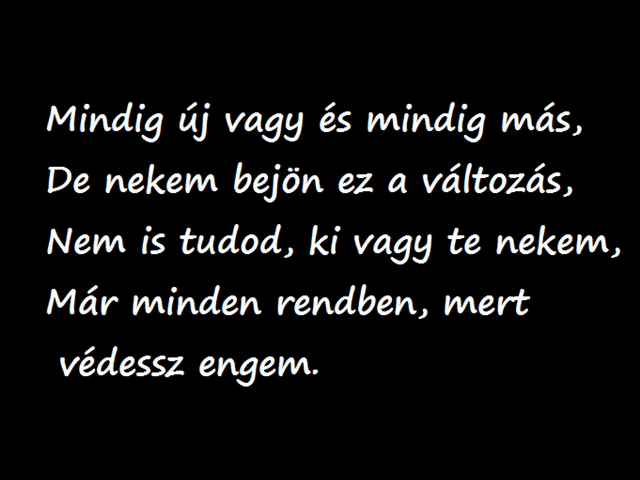 Mindig új vagy és mindig más,
De nekem bejön ez a változás,
Nem is tudod, ki vagy te nekem,
Már minden rendben, mert
védessz engem.